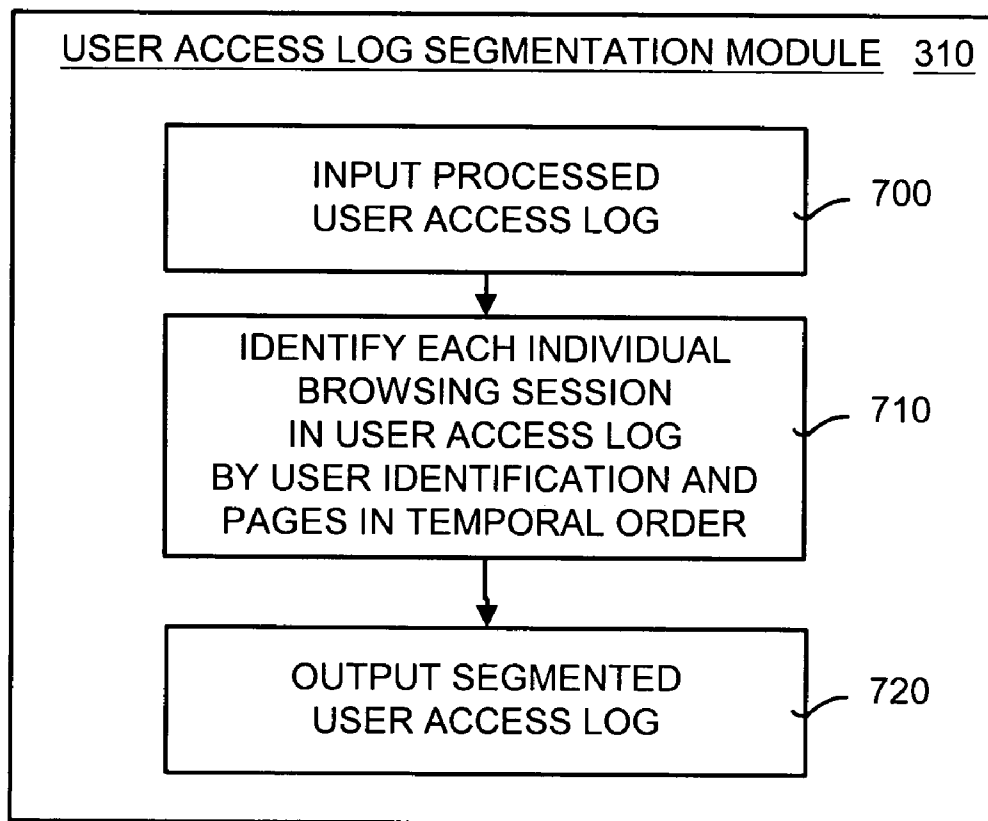 USER ACCESS LOG SEGMENTATION MODULE 310
INPUT PROCESSED
USER ACCESS LOG
700
IDENTIFY EACH INDIVIDUAL
BROWSING SESSION
IN USER ACCESS LOG
BY USER IDENTIFICATION AND
PAGES IN TEMPORAL ORDER
710
OUTPUT SEGMENTED
USER ACCESS LOG
720